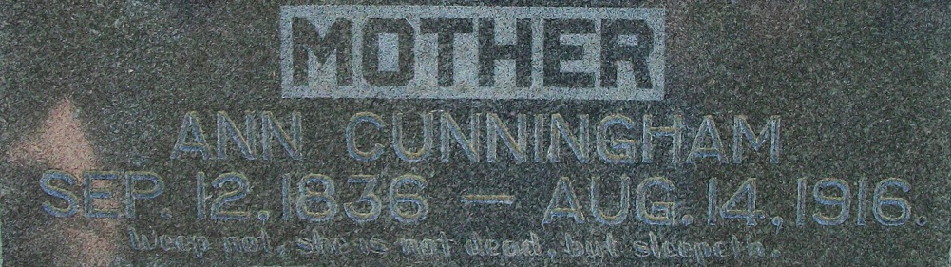 MOTHER
ANN CUNNINGHAM
SEP. 12, 1836 — AUG. 14, 1916.
Weep not, she is not dead, but sleepeth.